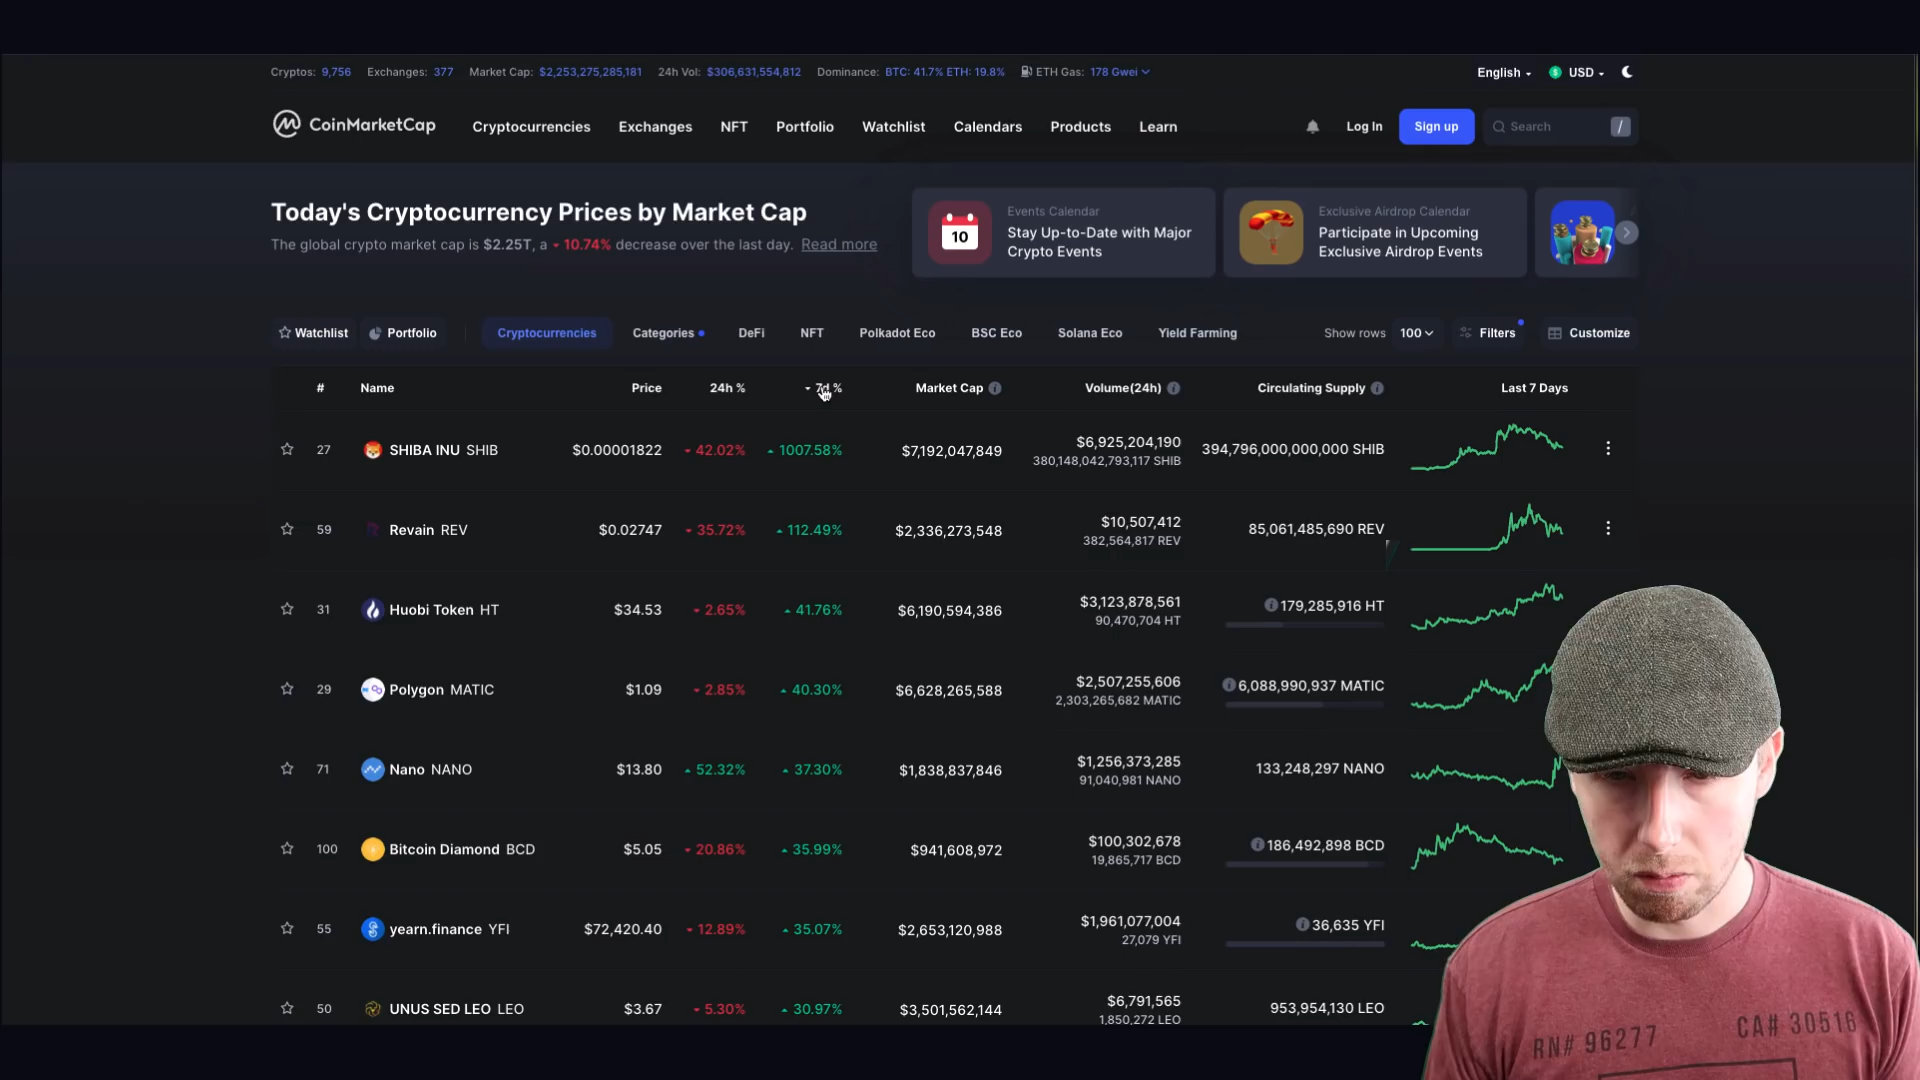 Cryptos: 9,756 Exchanges: 377 Market Cap: $2,253,275,285,181 24h Vol: $306,631,554,812 Dominance: BTC: 41.7% ETH: 19.8% ETH Gas: 178 Gwei English USD
CoinMarketCap Cryptocurrencies Exchanges NFT Portfolio Watchlist Calendars Products Learn Log In Sign up Search /
Today's Cryptocurrency Prices by Market Cap
The global crypto market cap is $2.25T, a 10.74% decrease over the last day. Read more
10
Events Calendar
Stay Up-to-Date with Major
Crypto Events
Exclusive Airdrop Calendar
Participate in Upcoming
Exclusive Airdrop Events
Watchlist Portfolio Cryptocurrencies Categories DeFi NFT Polkadot Eco BSC Eco Solana Eco Yield Farming Show rows 100 Filters Customize
# Name Price 24h % 7d % Market Cap Volume(24h) Circulating Supply Last 7 Days
27 SHIBA INU SHIB $0.00001822 42.02% 1007.58% $7,192,047,849 $6,925,204,190 394,796,000,000,000 SHIB
380,148,042,793,117 SHIB
59 Revain REV $0.02747 35.72% 112.49% $2,336,273,548 $10,507,412 85,061,485,690 REV
382,564,817 REV
31 Huobi Token HT $34.53 2.65% 41.76% $6,190,594,386 $3,123,878,561 179,285,916 HT
90,470,704 HT
29 Polygon MATIC $1.09 2.85% 40.30% $6,628,265,588 $2,507,255,606 6,088,990,937 MATIC
2,303,265,682 MATIC
71 Nano NANO $13.80 52.32% 37.30% $1,838,837,846 $1,256,373,285 133,248,297 NANO
91,040,981 NANO
100 Bitcoin Diamond BCD $5.05 20.86% 35.99% $941,608,972 $100,302,678 186,492,898 BCD
19,865,717 BCD
55 yearn.finance YFI $72,420.40 12.89% 35.07% $2,653,120,988 $1,961,077,004 36,635 YFI
27,079 YFI
50 UNUS SED LEO LEO $3.67 5.30% 30.97% $3,501,562,144 $6,791,565 953,954,130 LEO
1,850,272 LEO
RN# 96277 CA# 30516